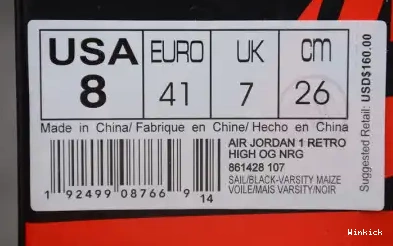 USA EURO UK CM
8 41 7 26
Made in China/ Fabrique en Chine/ Hecho en China
AIR JORDAN 1 RETRO
HIGH OG NRG
861428 107
SAIL/BLACK-VARSITY MAIZE
VOILE/MAIS VARSITY/NOIR
1 92499 08766 9 14
Suggested Retail: USD$160.00
Winkick